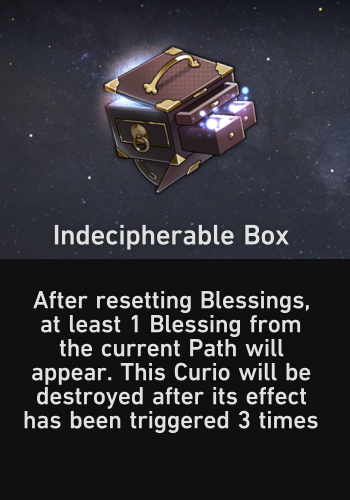 Indecipherable Box
After resetting Blessings,
at least 1 Blessing from
the current Path will
appear. This Curio will be
destroyed after its effect
has been triggered 3 times